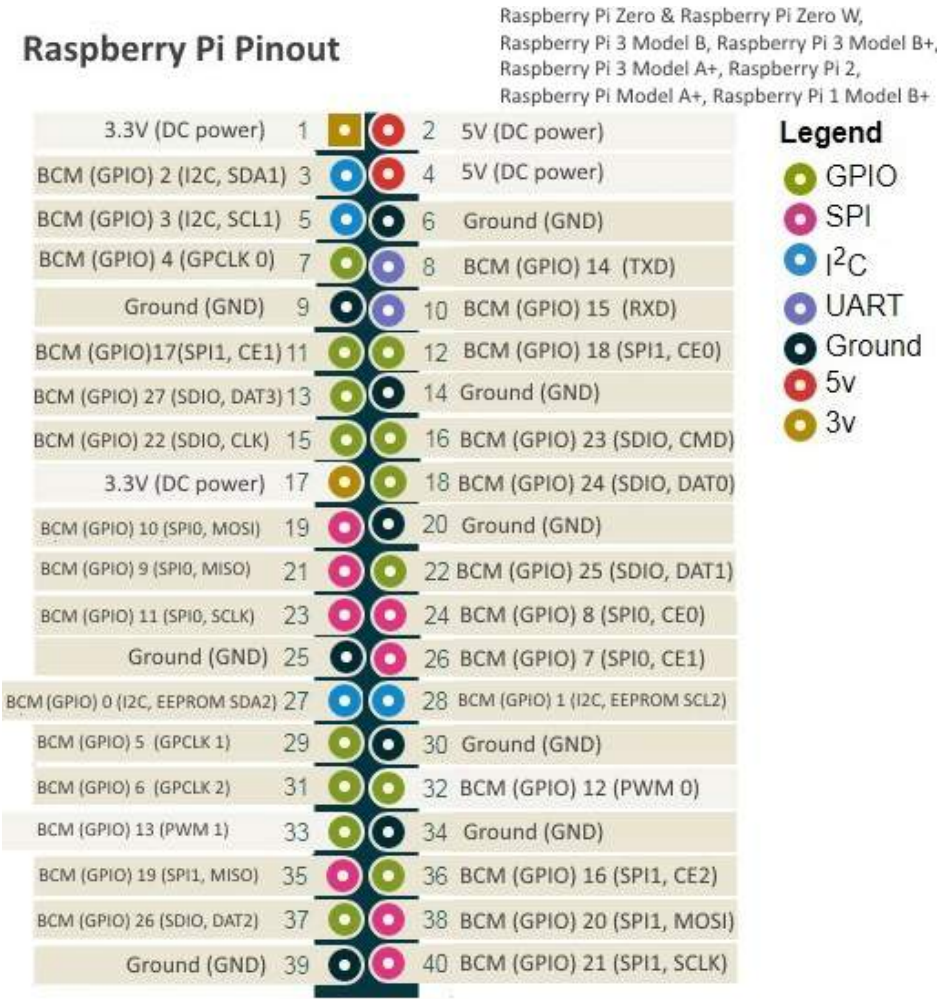 Raspberry Pi Pinout
Raspberry Pi Zero & Raspberry Pi Zero W,
Raspberry Pi 3 Model B, Raspberry Pi 3 Model B+,
Raspberry Pi 3 Model A+, Raspberry Pi 2,
Raspberry Pi Model A+, Raspberry Pi 1 Model B+
3.3V (DC power) 1 2 5V (DC power)
BCM (GPIO) 2 (I2C, SDA1) 3 4 5V (DC power)
BCM (GPIO) 3 (I2C, SCL1) 5 6 Ground (GND)
BCM (GPIO) 4 (GPCLK 0) 7 8 BCM (GPIO) 14 (TXD)
Ground (GND) 9 10 BCM (GPIO) 15 (RXD)
BCM (GPIO)17(SPI1, CE1) 11 12 BCM (GPIO) 18 (SPI1, CE0)
BCM (GPIO) 27 (SDIO, DAT3) 13 14 Ground (GND)
BCM (GPIO) 22 (SDIO, CLK) 15 16 BCM (GPIO) 23 (SDIO, CMD)
3.3V (DC power) 17 18 BCM (GPIO) 24 (SDIO, DAT0)
BCM (GPIO) 10 (SPI0, MOSI) 19 20 Ground (GND)
BCM (GPIO) 9 (SPI0, MISO) 21 22 BCM (GPIO) 25 (SDIO, DAT1)
BCM (GPIO) 11 (SPI0, SCLK) 23 24 BCM (GPIO) 8 (SPI0, CE0)
Ground (GND) 25 26 BCM (GPIO) 7 (SPI0, CE1)
BCM (GPIO) 0 (I2C, EEPROM SDA2) 27 28 BCM (GPIO) 1 (I2C, EEPROM SCL2)
BCM (GPIO) 5 (GPCLK 1) 29 30 Ground (GND)
BCM (GPIO) 6 (GPCLK 2) 31 32 BCM (GPIO) 12 (PWM 0)
BCM (GPIO) 13 (PWM 1) 33 34 Ground (GND)
BCM (GPIO) 19 (SPI1, MISO) 35 36 BCM (GPIO) 16 (SPI1, CE2)
BCM (GPIO) 26 (SDIO, DAT2) 37 38 BCM (GPIO) 20 (SPI1, MOSI)
Ground (GND) 39 40 BCM (GPIO) 21 (SPI1, SCLK)
Legend
GPIO
SPI
I²C
UART
Ground
5v
3v